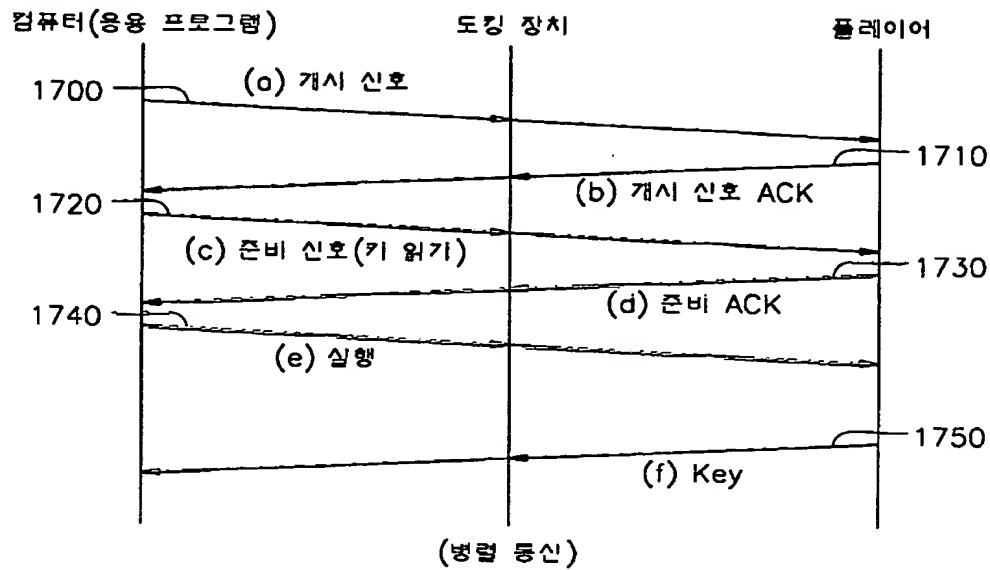 컴퓨터(응용 프로그램)
도킹 장치
플레이어
(a) 개시 신호
1700
1710
(b) 개시 신호 ACK
1720
(c) 준비 신호(키 읽기)
1730
(d) 준비 ACK
1740
(e) 실행
1750
(f) Key
(병렬 통신)